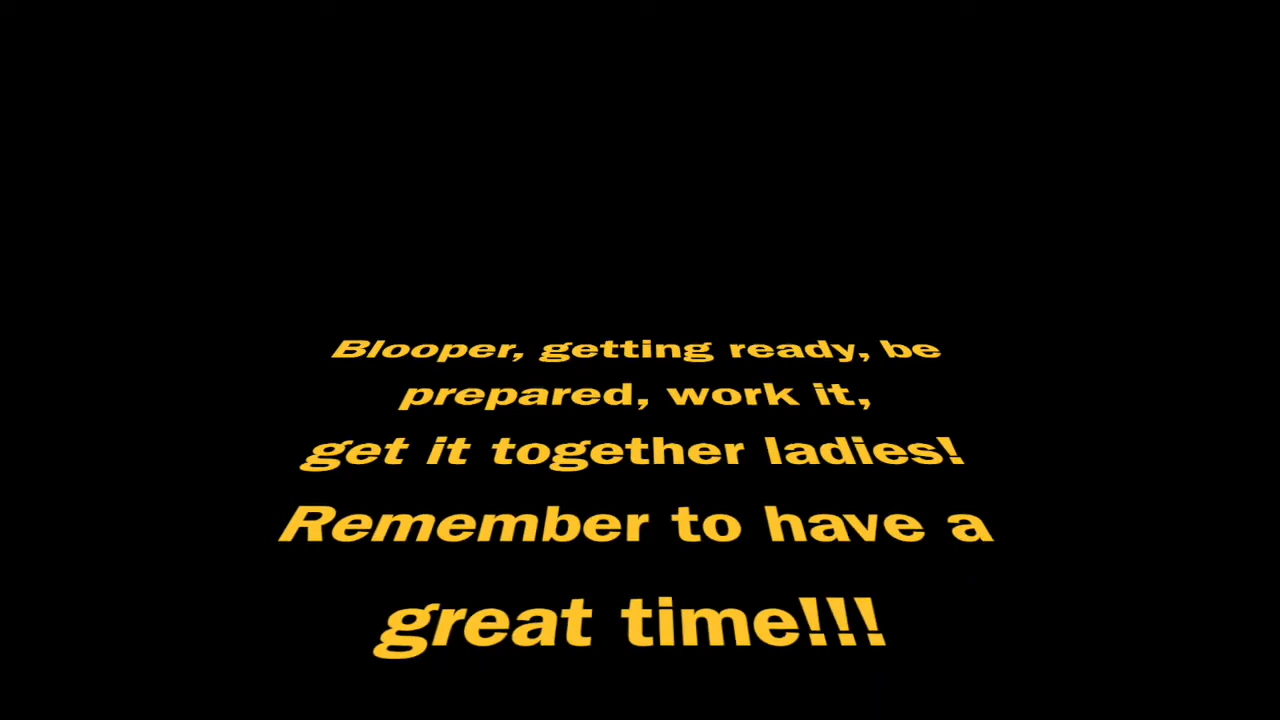 Blooper, getting ready, be
prepared, work it,
get it together ladies!
Remember to have a
great time!!!